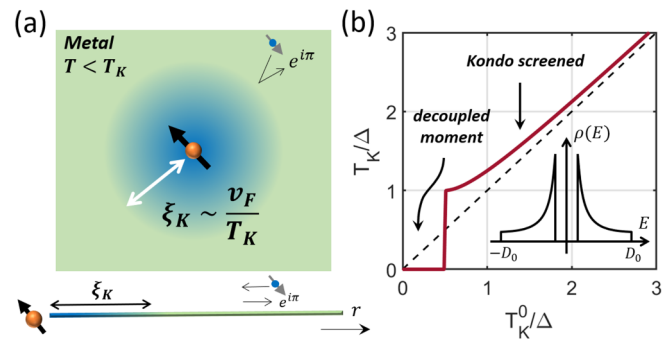 (a)
Metal
T < T_K
e^{iπ}
ξ_K ~ v_F / T_K
ξ_K
e^{iπ}
r
(b)
3
2
1
0
T_K/Δ
Kondo screened
decoupled
moment
ρ(E)
E
−D_0
D_0
0
1
2
3
T_K^0/Δ